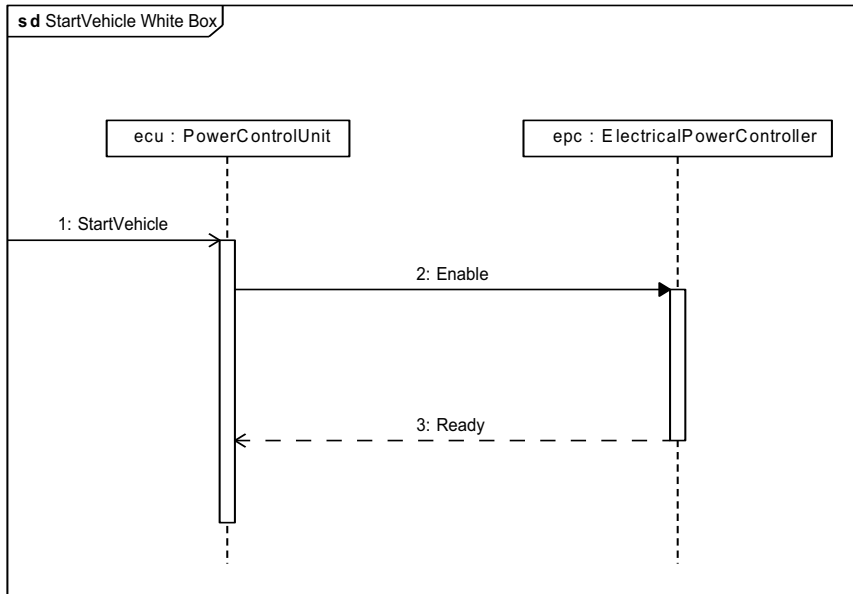 sd StartVehicle White Box
ecu : PowerControlUnit
epc : ElectricalPowerController
1: StartVehicle
2: Enable
3: Ready